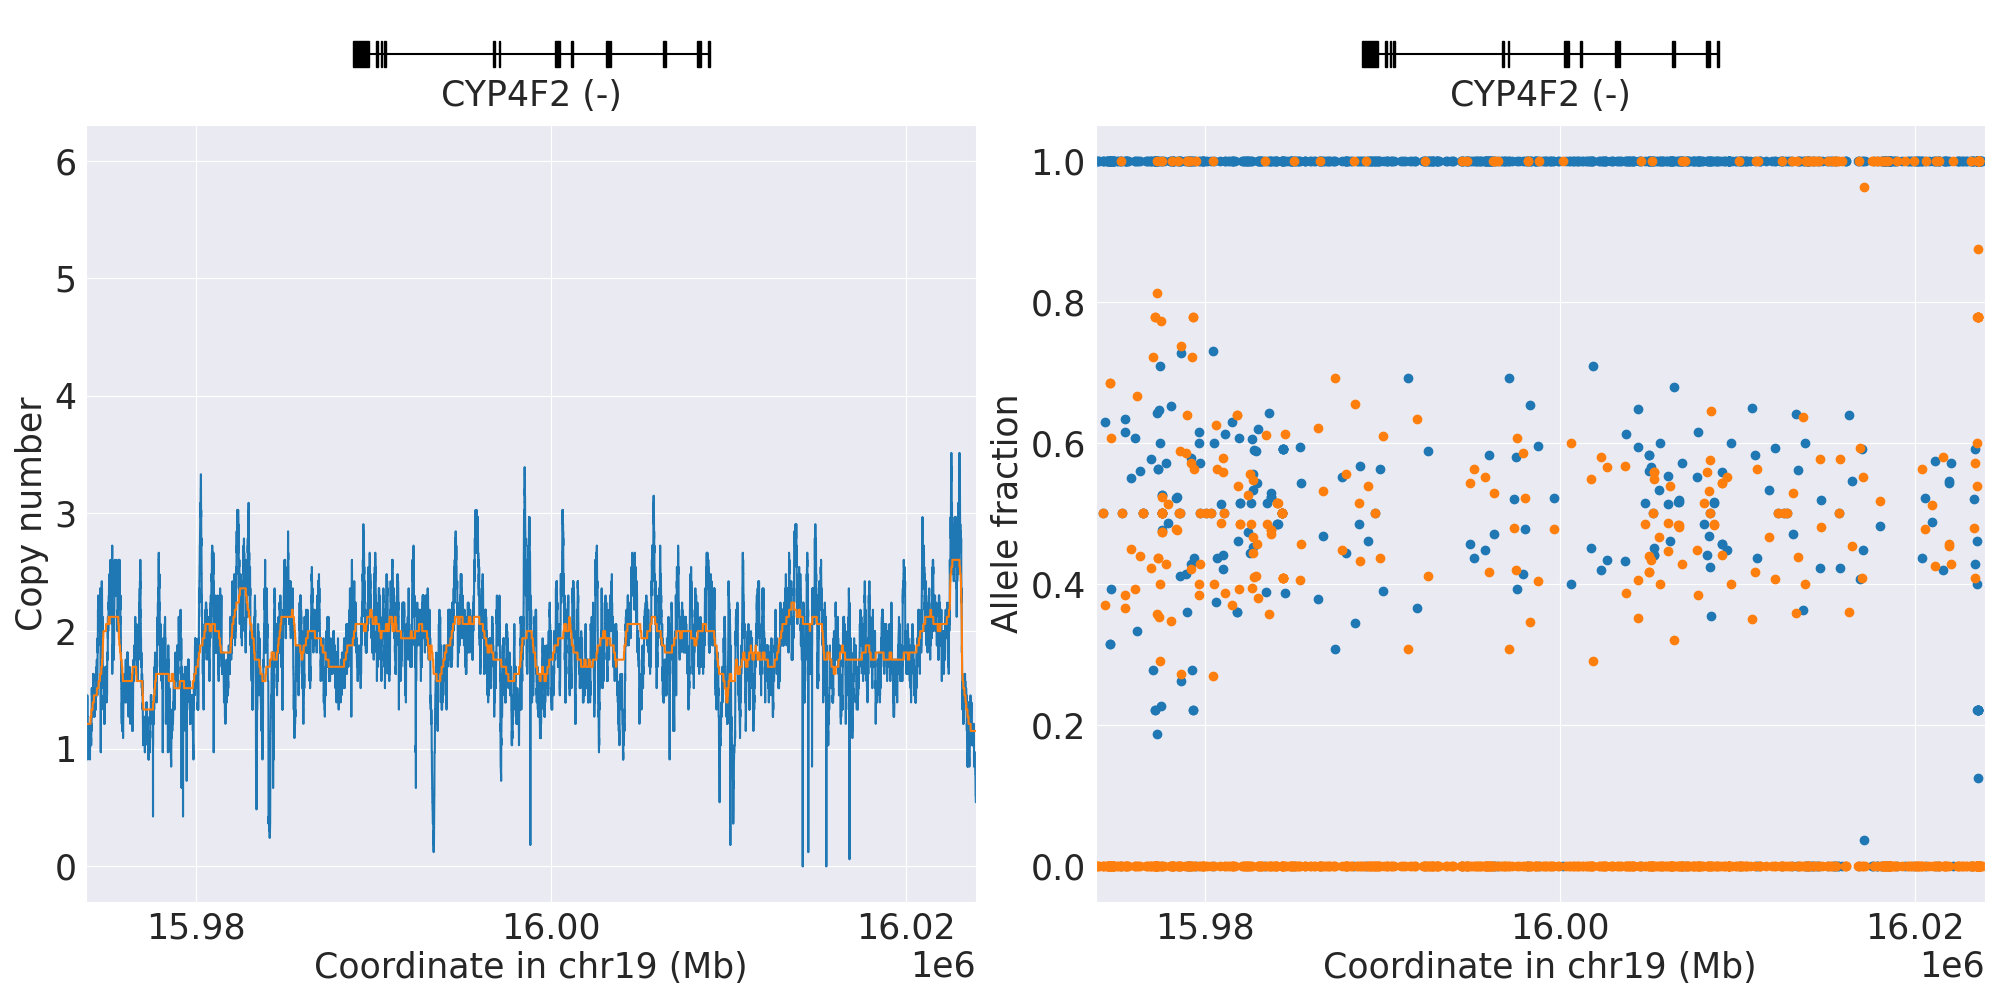 CYP4F2 (-)
Copy number
6
5
4
3
2
1
0
15.98
16.00
16.02
Coordinate in chr19 (Mb)
1e6
CYP4F2 (-)
Allele fraction
1.0
0.8
0.6
0.4
0.2
0.0
15.98
16.00
16.02
Coordinate in chr19 (Mb)
1e6